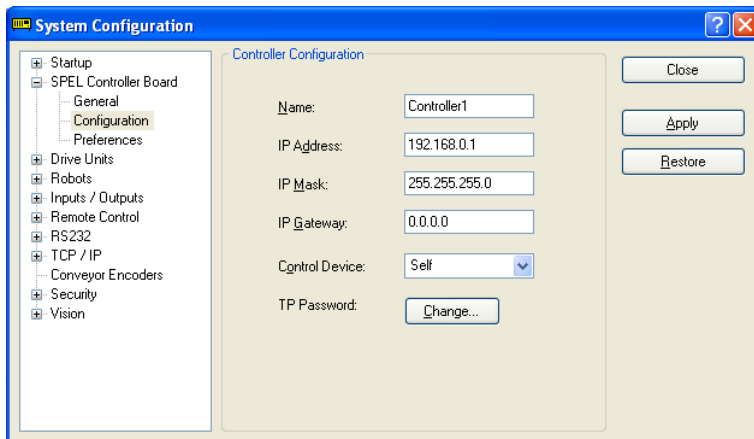 System Configuration
Startup
SPEL Controller Board
General
Configuration
Preferences
Drive Units
Robots
Inputs / Outputs
Remote Control
RS232
TCP / IP
Conveyor Encoders
Security
Vision
Controller Configuration
Name: Controller1
IP Address: 192.168.0.1
IP Mask: 255.255.255.0
IP Gateway: 0.0.0.0
Control Device: Self
TP Password: Change...
Close
Apply
Restore